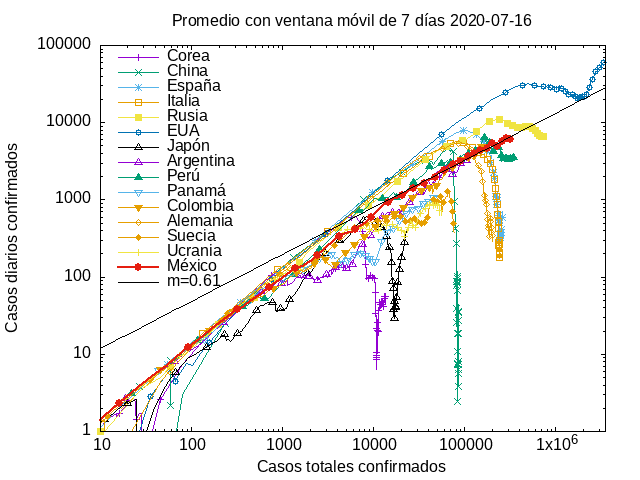 Promedio con ventana móvil de 7 días 2020-07-16
Casos diarios confirmados
100000
10000
1000
100
10
1
Corea
China
España
Italia
Rusia
EUA
Japón
Argentina
Perú
Panamá
Colombia
Alemania
Suecia
Ucrania
México
m=0.61
10 100 1000 10000 100000 1x10⁶
Casos totales confirmados